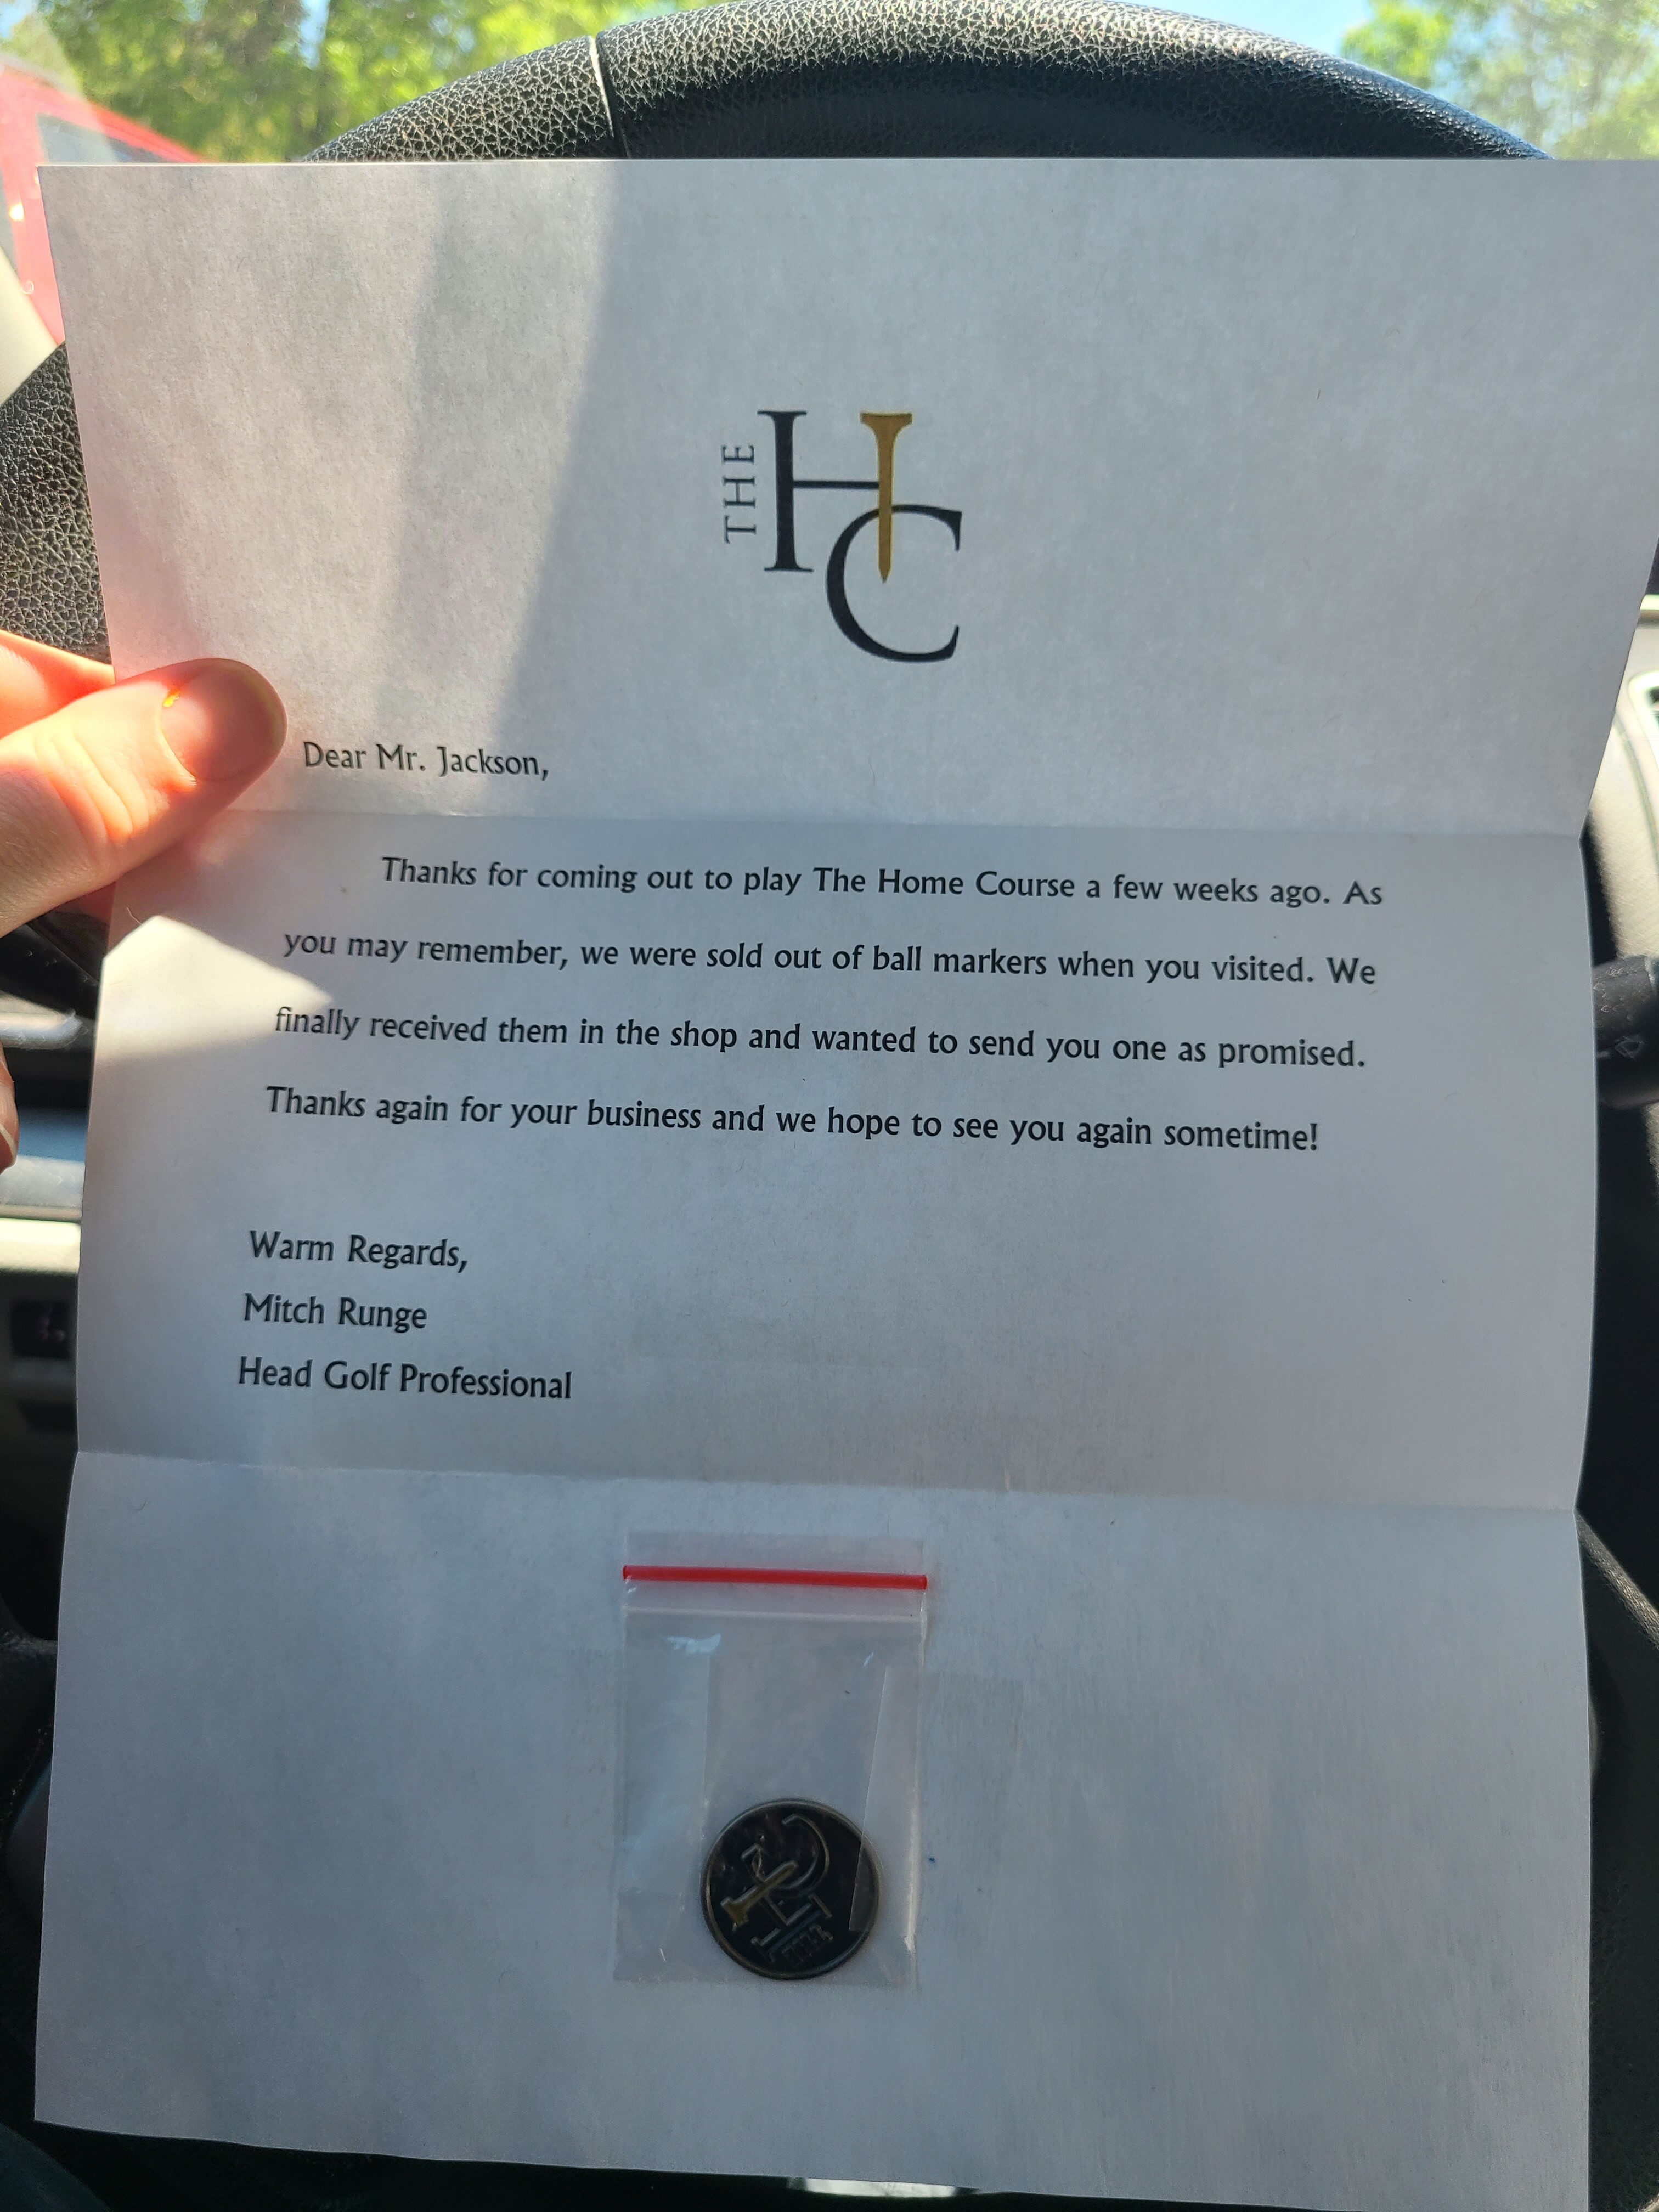 THE
HC
Dear Mr. Jackson,
Thanks for coming out to play The Home Course a few weeks ago. As
you may remember, we were sold out of ball markers when you visited. We
finally received them in the shop and wanted to send you one as promised.
Thanks again for your business and we hope to see you again sometime!
Warm Regards,
Mitch Runge
Head Golf Professional
HC